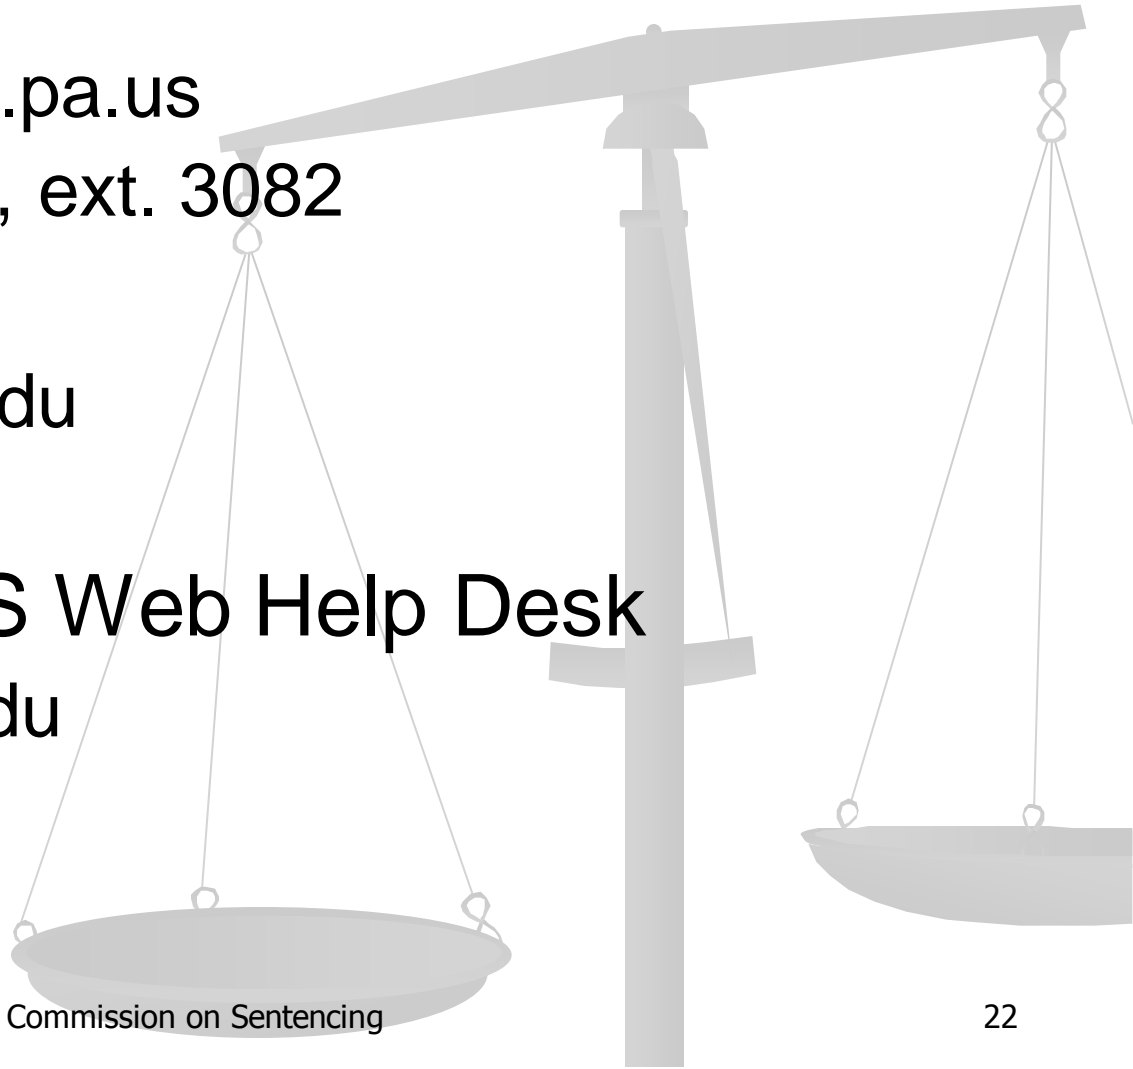 .pa.us
, ext. 3082
du
S Web Help Desk
du
Commission on Sentencing
22